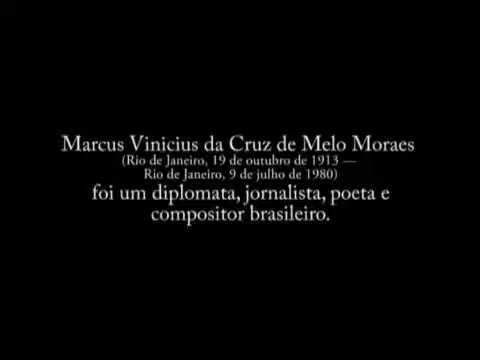 Marcus Vinicius da Cruz de Melo Moraes
(Rio de Janeiro, 19 de outubro de 1913 —
Rio de Janeiro, 9 de julho de 1980)
foi um diplomata, jornalista, poeta e
compositor brasileiro.